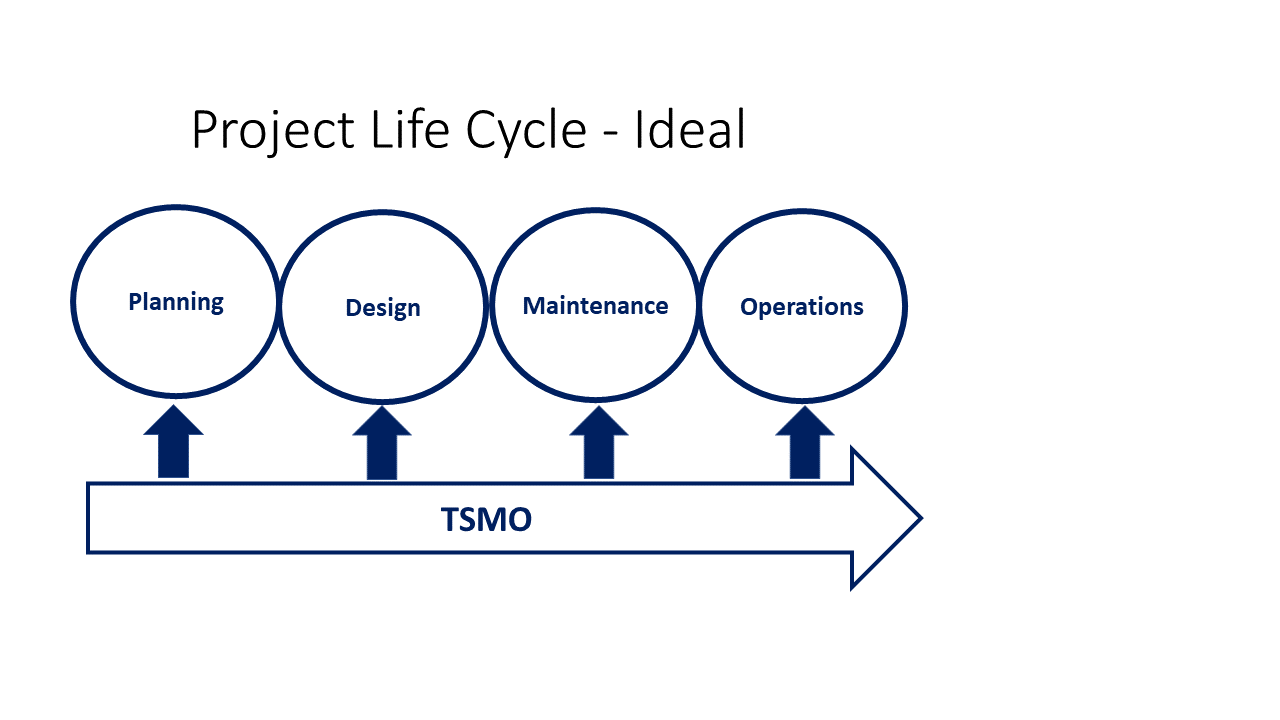 Project Life Cycle - Ideal
Planning
Design
Maintenance
Operations
TSMO